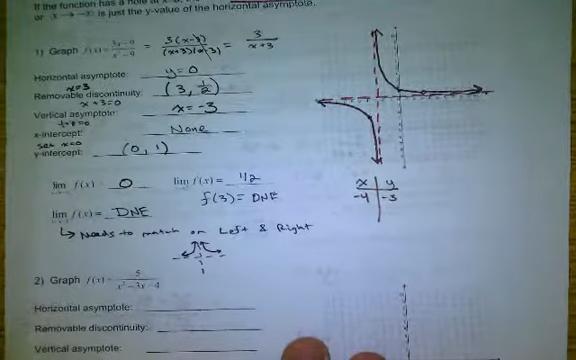 If the function has a hole at
or x → -∞ is just the y-value of the horizontal asymptote.
1) Graph f(x) = 3x-9 / x²-9 = 3(x-3) / (x+3)(x-3) = 3 / x+3
Horizontal asymptote: y=0
x=3
Removable discontinuity: (3, 1/2)
x+3=0
Vertical asymptote: x=-3
x-intercept: None
set x=0
y-intercept: (0, 1)
lim f(x) = 0 lim f(x) = 1/2
f(3) = DNE
lim f(x) = DNE
↳ Needs to match on Left & Right
x y
-4 -3
2) Graph f(x) = 5 / x²-3x-4
Horizontal asymptote:
Removable discontinuity:
Vertical asymptote: